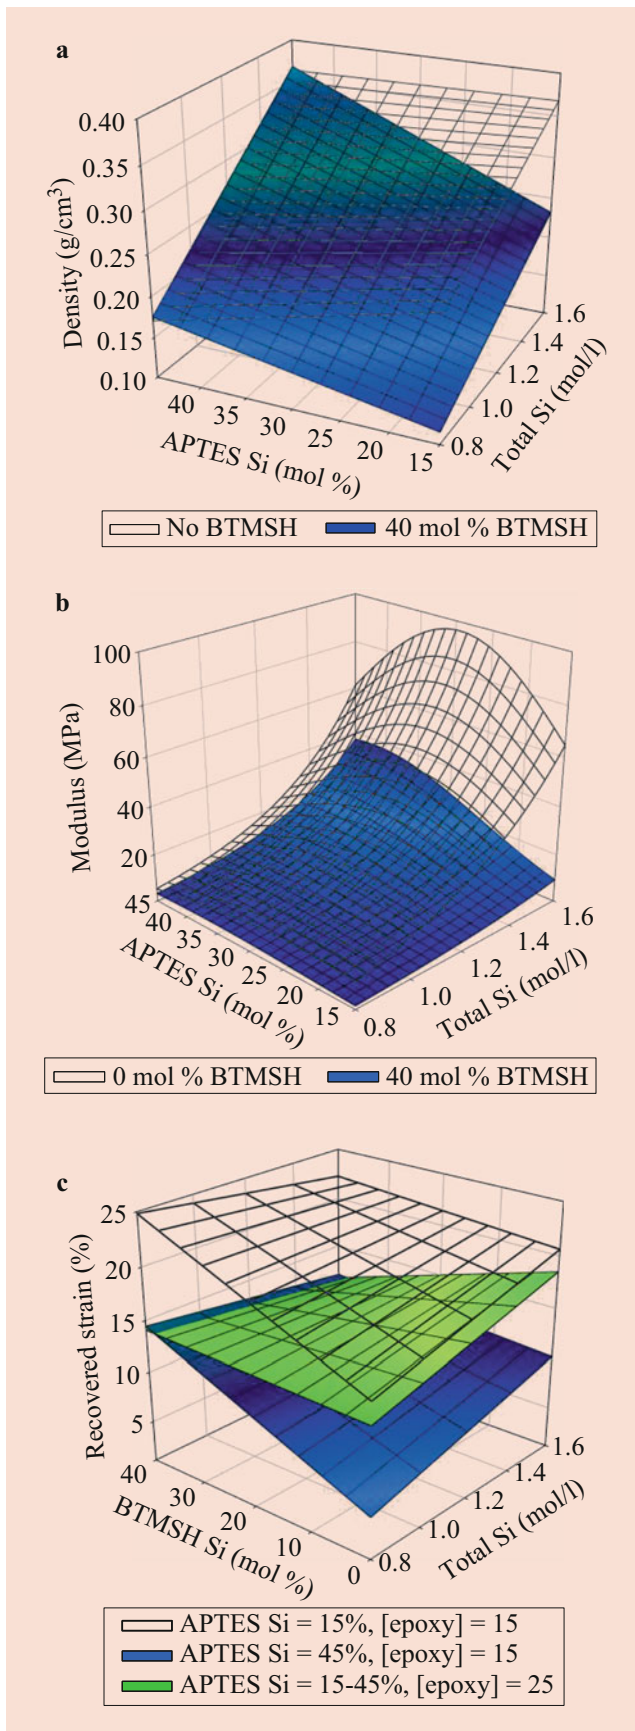 a
0.40
0.35
0.30
0.25
0.20
0.15
0.10
Density (g/cm³)
40 35 30 25 20 15
APTES Si (mol %)
0.8 1.0 1.2 1.4 1.6
Total Si (mol/l)
No BTMSH 40 mol % BTMSH
b
100
80
60
40
20
Modulus (MPa)
45 40 35 30 25 20 15
APTES Si (mol %)
0.8 1.0 1.2 1.4 1.6
Total Si (mol/l)
0 mol % BTMSH 40 mol % BTMSH
c
25
20
15
10
5
Recovered strain (%)
40 30 20 10 0
BTMSH Si (mol %)
0.8 1.0 1.2 1.4 1.6
Total Si (mol/l)
APTES Si = 15%, [epoxy] = 15
APTES Si = 45%, [epoxy] = 15
APTES Si = 15-45%, [epoxy] = 25